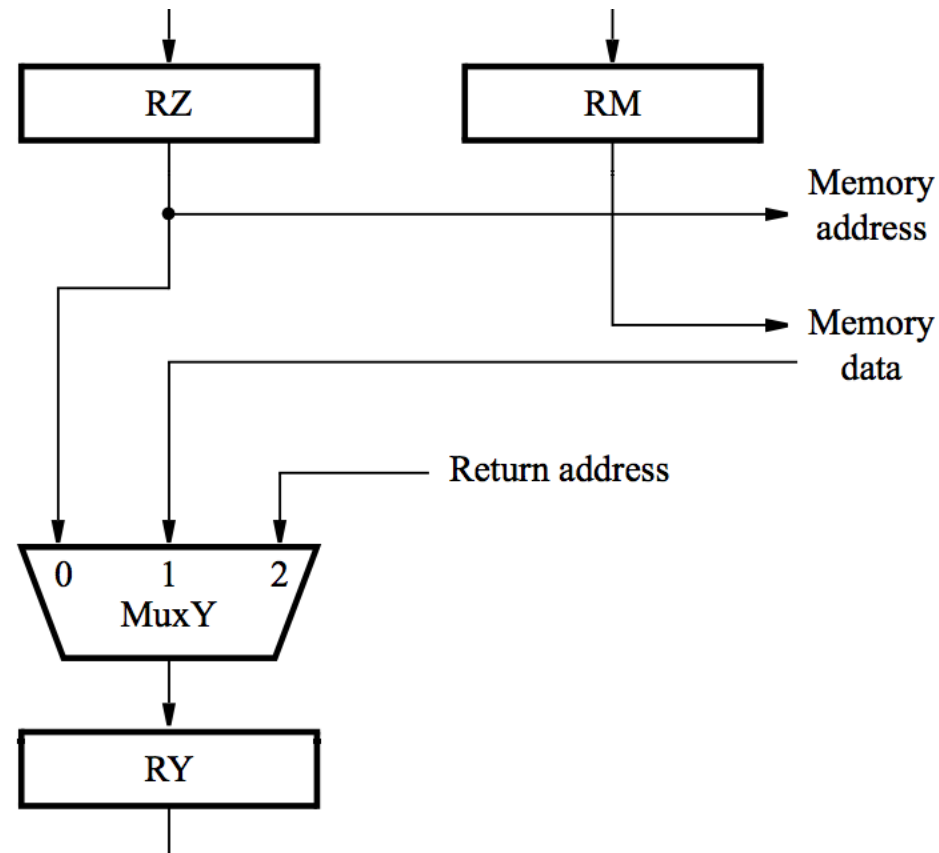 RZ
RM
Memory
address
Memory
data
Return address
0 1 2
MuxY
RY